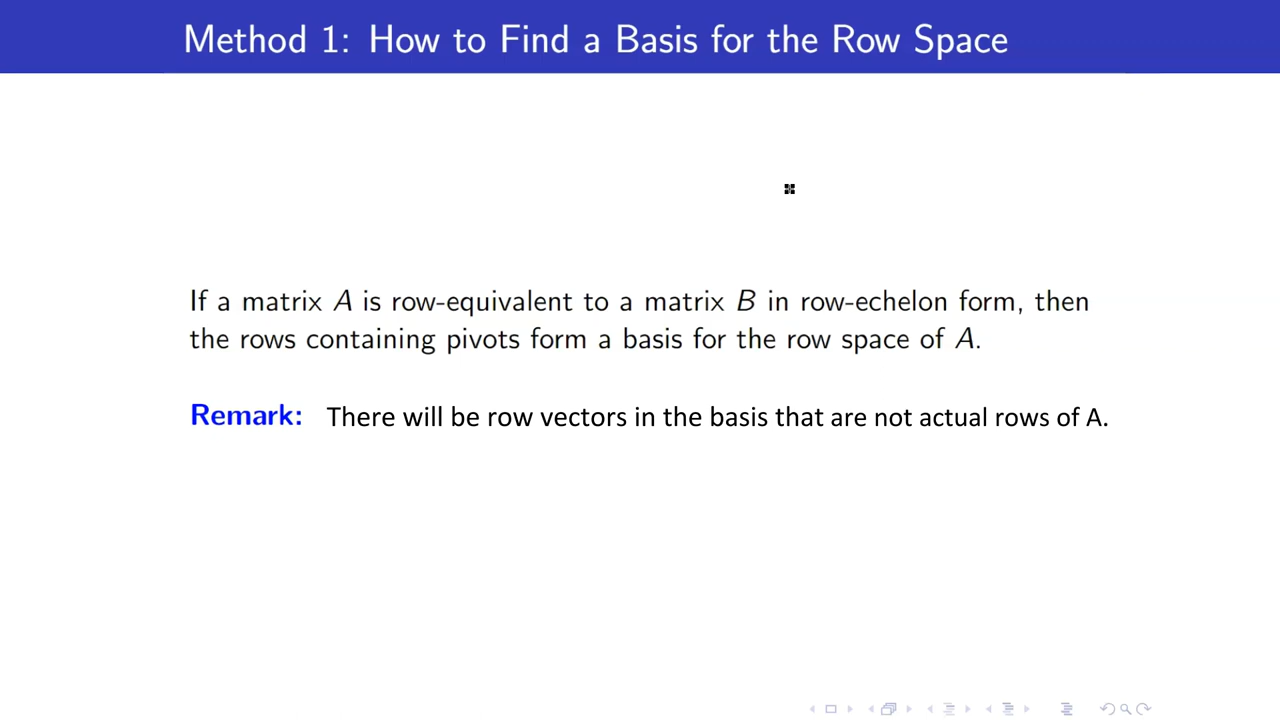 Method 1: How to Find a Basis for the Row Space
If a matrix A is row-equivalent to a matrix B in row-echelon form, then
the rows containing pivots form a basis for the row space of A.
Remark: There will be row vectors in the basis that are not actual rows of A.